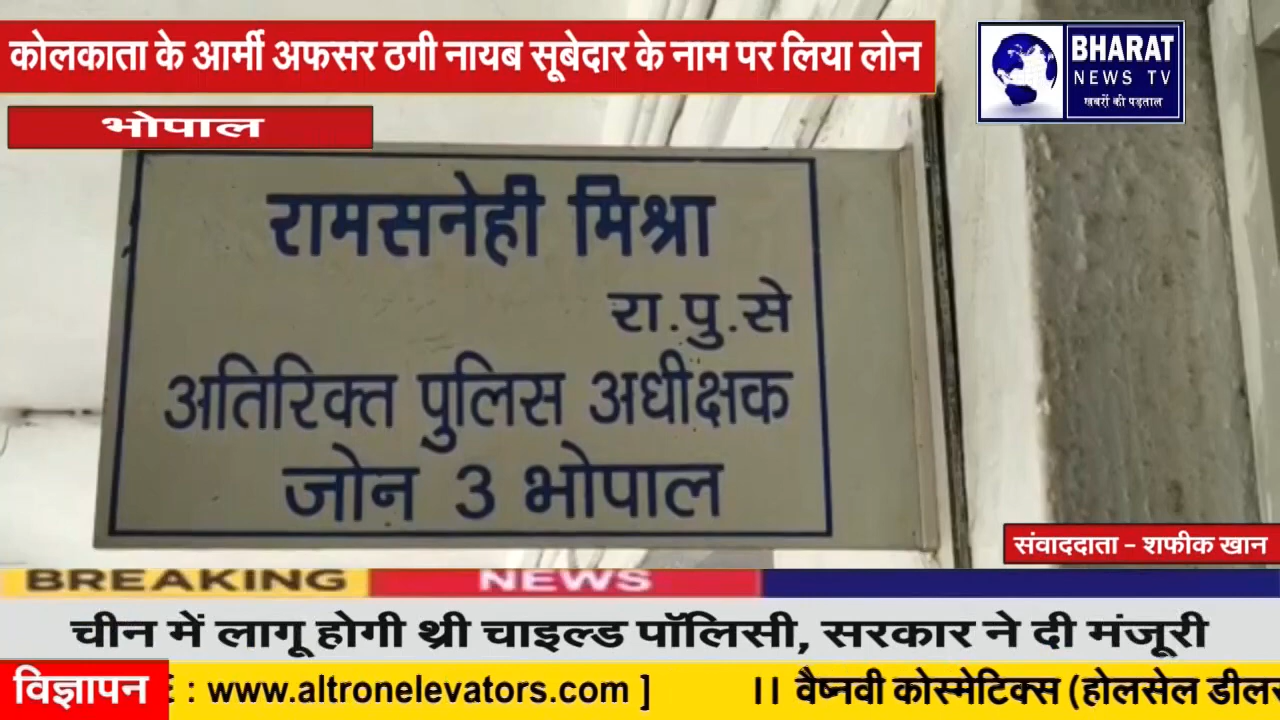 कोलकाता के आर्मी अफसर ठगी नायब सूबेदार के नाम पर लिया लोन
BHARAT
NEWS TV
खबरों की पड़ताल
भोपाल
रामसनेही मिश्रा
रा.पु.से
अतिरिक्त पुलिस अधीक्षक
जोन 3 भोपाल
संवाददाता - शफीक खान
BREAKING NEWS
चीन में लागू होगी थ्री चाइल्ड पॉलिसी, सरकार ने दी मंजूरी
विज्ञापन : www.altronelevators.com ] ।। वैष्नवी कोस्मेटिक्स (होलसेल